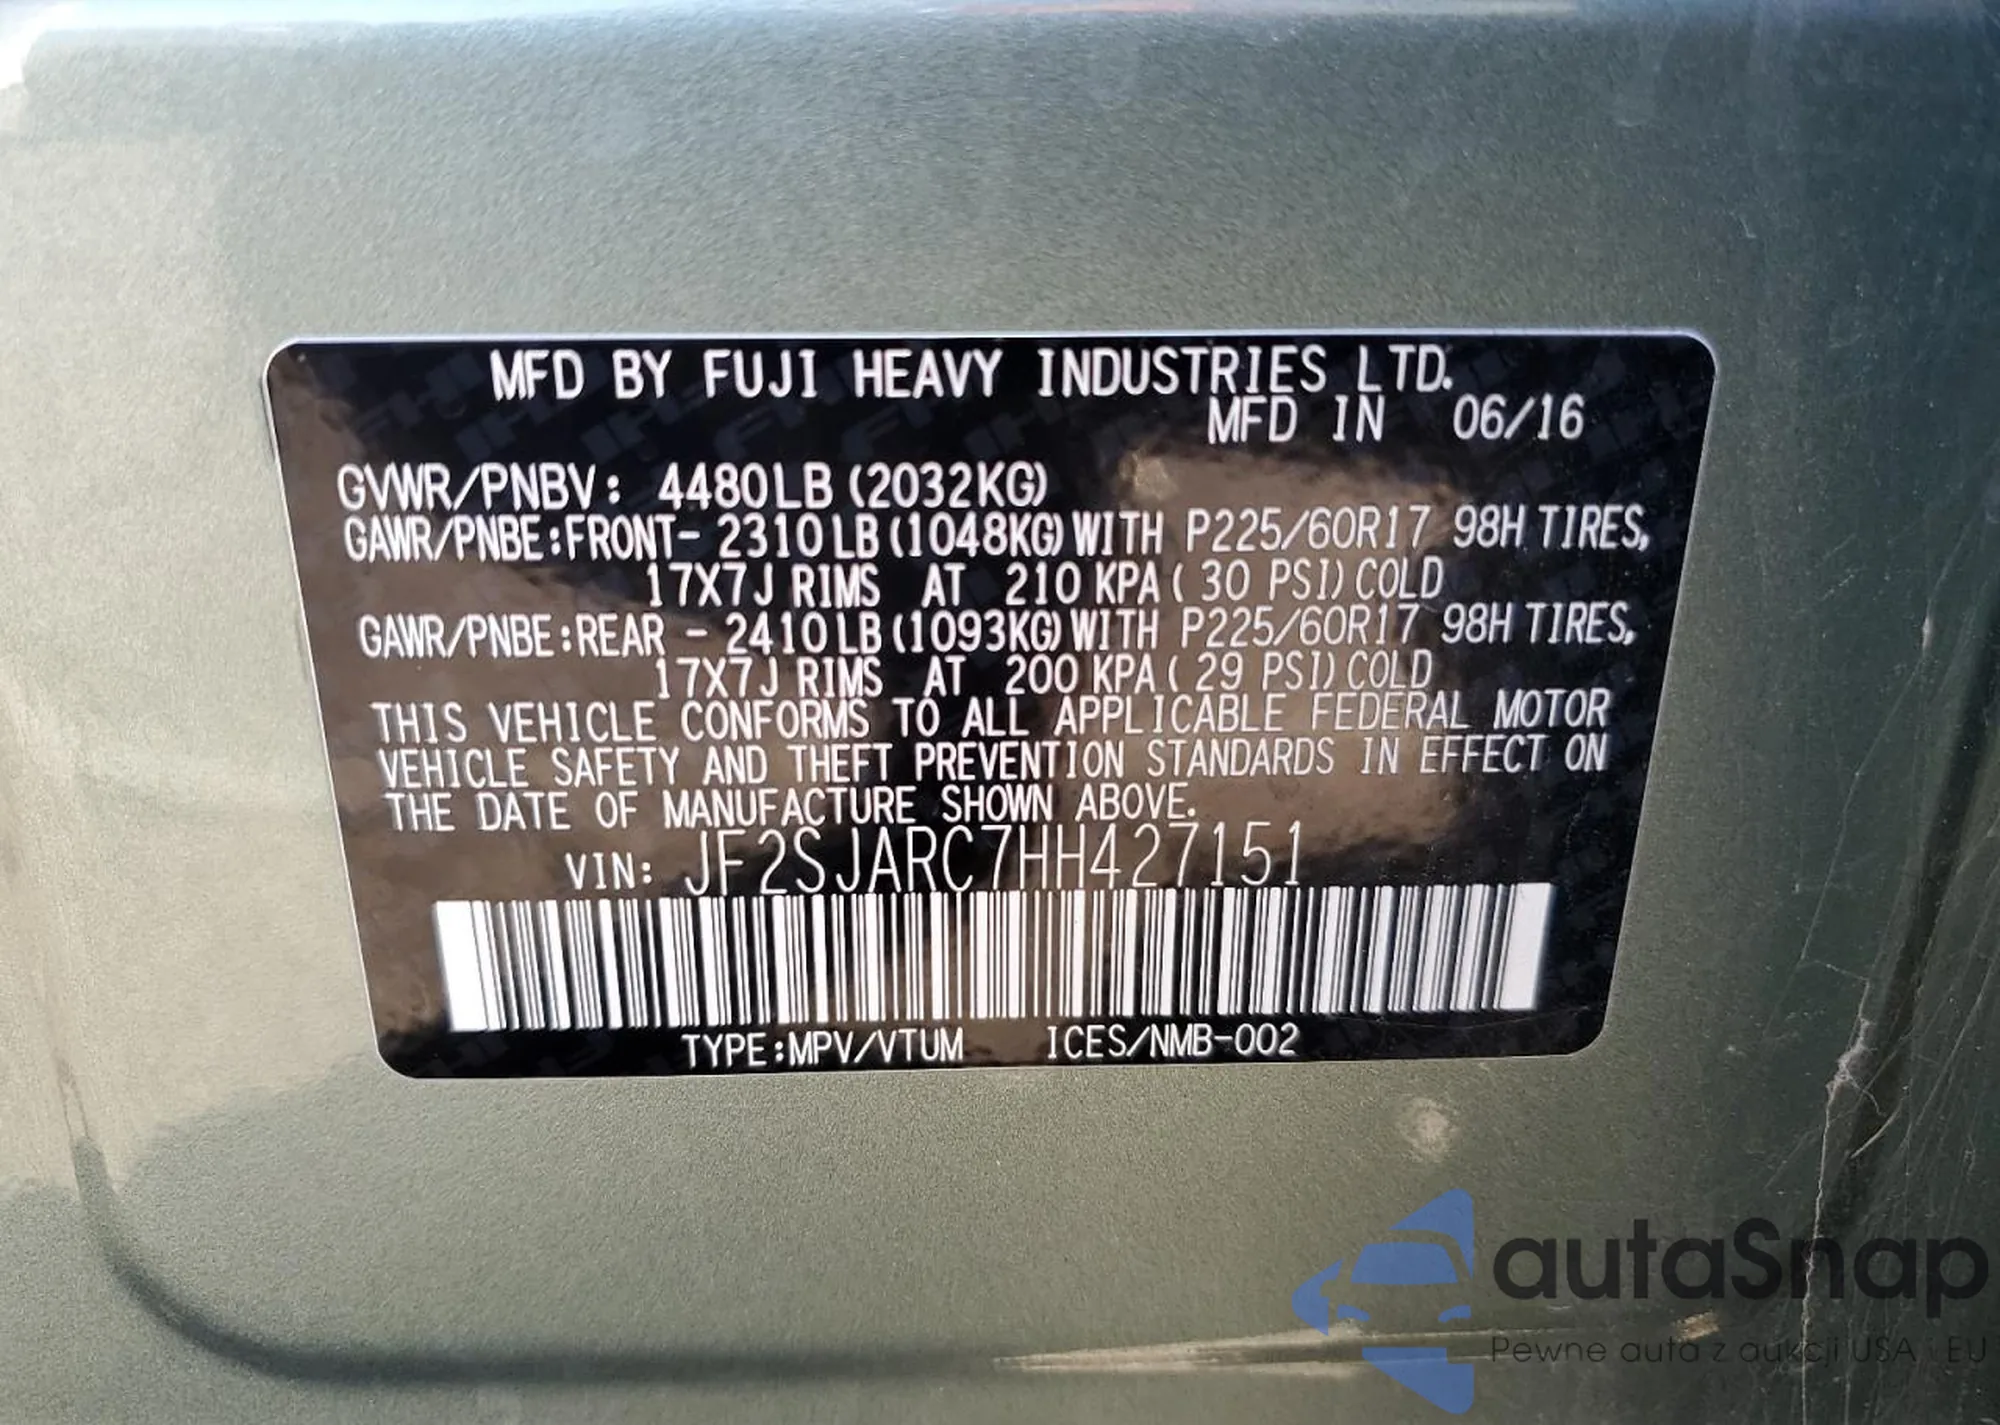 MFD BY FUJI HEAVY INDUSTRIES LTD.
MFD IN 06/16
GVWR/PNBV: 4480LB (2032KG)
GAWR/PNBE:FRONT- 2310LB(1048KG)WITH P225/60R17 98H TIRES,
17X7J RIMS AT 210 KPA( 30 PSI)COLD
GAWR/PNBE:REAR - 2410LB(1093KG)WITH P225/60R17 98H TIRES,
17X7J RIMS AT 200 KPA( 29 PSI)COLD
THIS VEHICLE CONFORMS TO ALL APPLICABLE FEDERAL MOTOR
VEHICLE SAFETY AND THEFT PREVENTION STANDARDS IN EFFECT ON
THE DATE OF MANUFACTURE SHOWN ABOVE.
VIN: JF2SJARC7HH427151
TYPE:MPV/VTUM ICES/NMB-002
autaSnap
Pewne auta z aukcji USA i EU